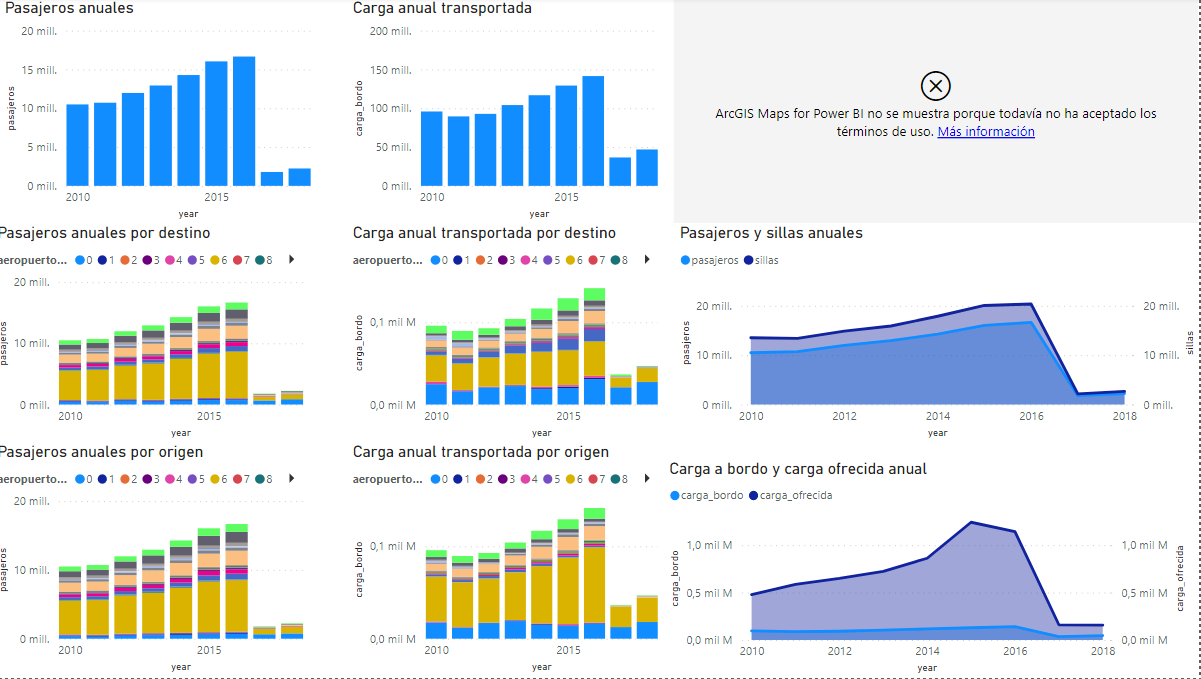 Pasajeros anuales
20 mill.
15 mill.
10 mill.
5 mill.
0 mill.
pasajeros
2010
2015
year
Carga anual transportada
200 mill.
150 mill.
100 mill.
50 mill.
0 mill.
carga_bordo
2010
2015
year
ArcGIS Maps for Power BI no se muestra porque todavía no ha aceptado los
términos de uso. Más información
Pasajeros anuales por destino
aeropuerto... 0 1 2 3 4 5 6 7 8
20 mill.
10 mill.
0 mill.
pasajeros
2010
2015
year
Carga anual transportada por destino
aeropuerto... 0 1 2 3 4 5 6 7 8
0,1 mil M
0,0 mil M
carga_bordo
2010
2015
year
Pasajeros y sillas anuales
pasajeros sillas
20 mill.
10 mill.
0 mill.
pasajeros
20 mill.
10 mill.
0 mill.
sillas
2010
2012
2014
2016
2018
year
Pasajeros anuales por origen
aeropuerto... 0 1 2 3 4 5 6 7 8
20 mill.
10 mill.
0 mill.
pasajeros
2010
2015
year
Carga anual transportada por origen
aeropuerto... 0 1 2 3 4 5 6 7 8
0,1 mil M
0,0 mil M
carga_bordo
2010
2015
year
Carga a bordo y carga ofrecida anual
carga_bordo carga_ofrecida
1,0 mil M
0,5 mil M
0,0 mil M
carga_bordo
1,0 mil M
0,5 mil M
0,0 mil M
carga_ofrecida
2010
2012
2014
2016
2018
year